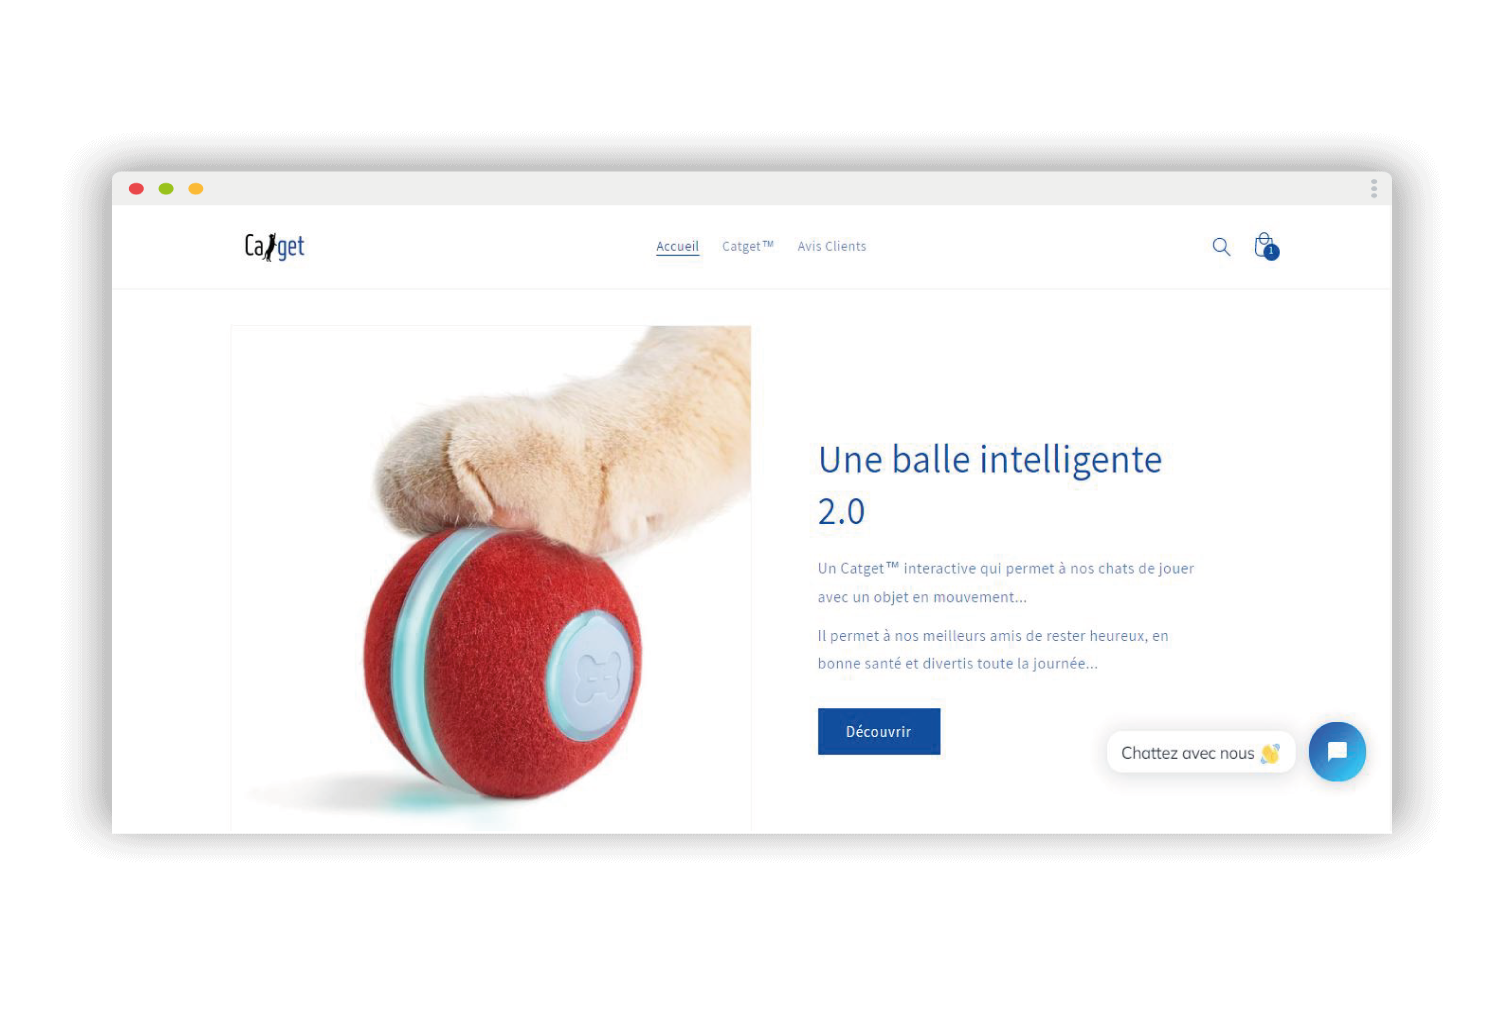 Catget
Accueil Catget™ Avis Clients
1
Une balle intelligente
2.0
Un Catget™ interactive qui permet à nos chats de jouer
avec un objet en mouvement...
Il permet à nos meilleurs amis de rester heureux, en
bonne santé et divertis toute la journée...
Découvrir
Chattez avec nous 👋